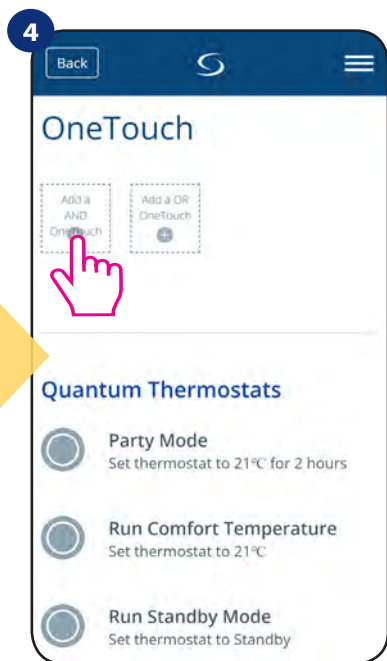 4
Back
OneTouch
Add a
AND
OneTouch
Add a OR
OneTouch
Quantum Thermostats
Party Mode
Set thermostat to 21°C for 2 hours
Run Comfort Temperature
Set thermostat to 21°C
Run Standby Mode
Set thermostat to Standby